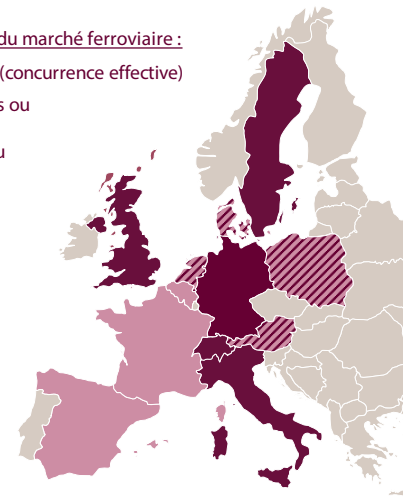 du marché ferroviaire :
(concurrence effective)
s ou
u